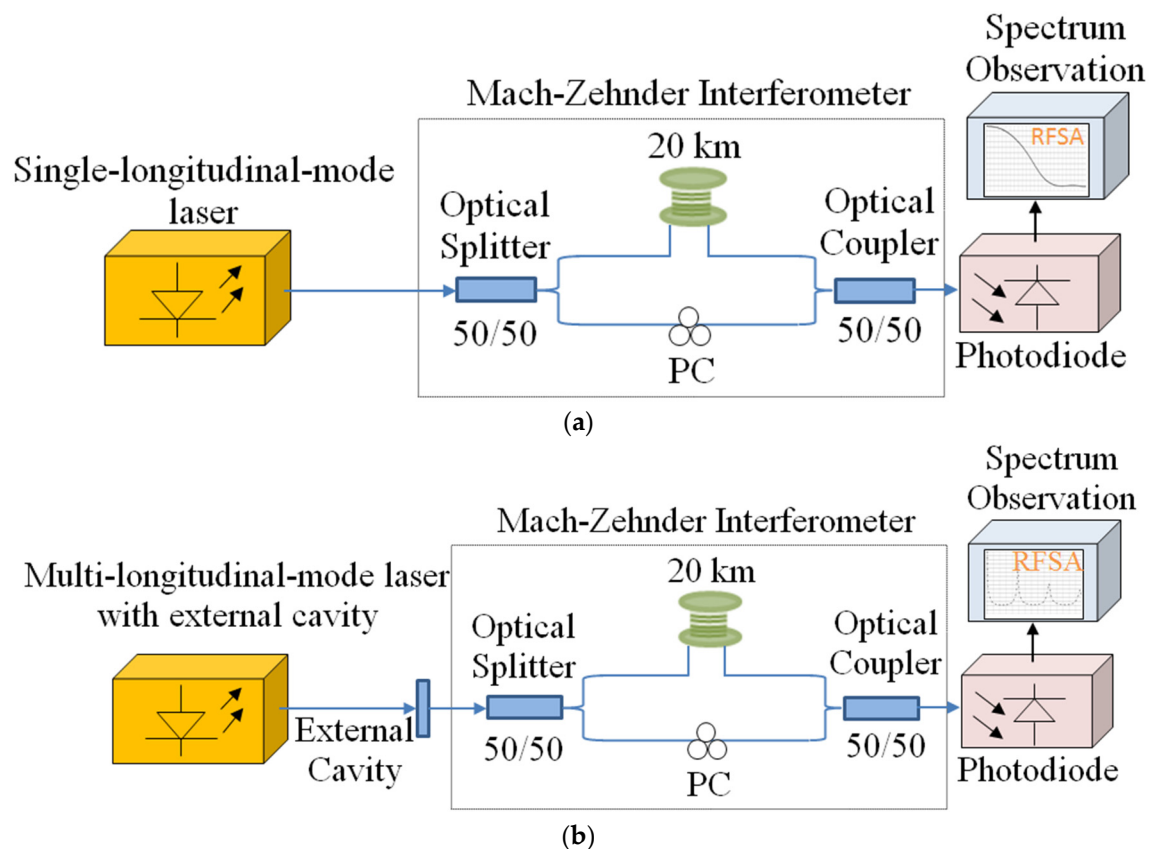 Spectrum
Observation
Mach-Zehnder Interferometer
RFSA
20 km
Single-longitudinal-mode
laser
Optical
Splitter
Optical
Coupler
50/50
50/50
PC
Photodiode
(a)
Spectrum
Observation
Mach-Zehnder Interferometer
RFSA
20 km
Multi-longitudinal-mode laser
with external cavity
Optical
Splitter
Optical
Coupler
External
Cavity
50/50
50/50
PC
Photodiode
(b)